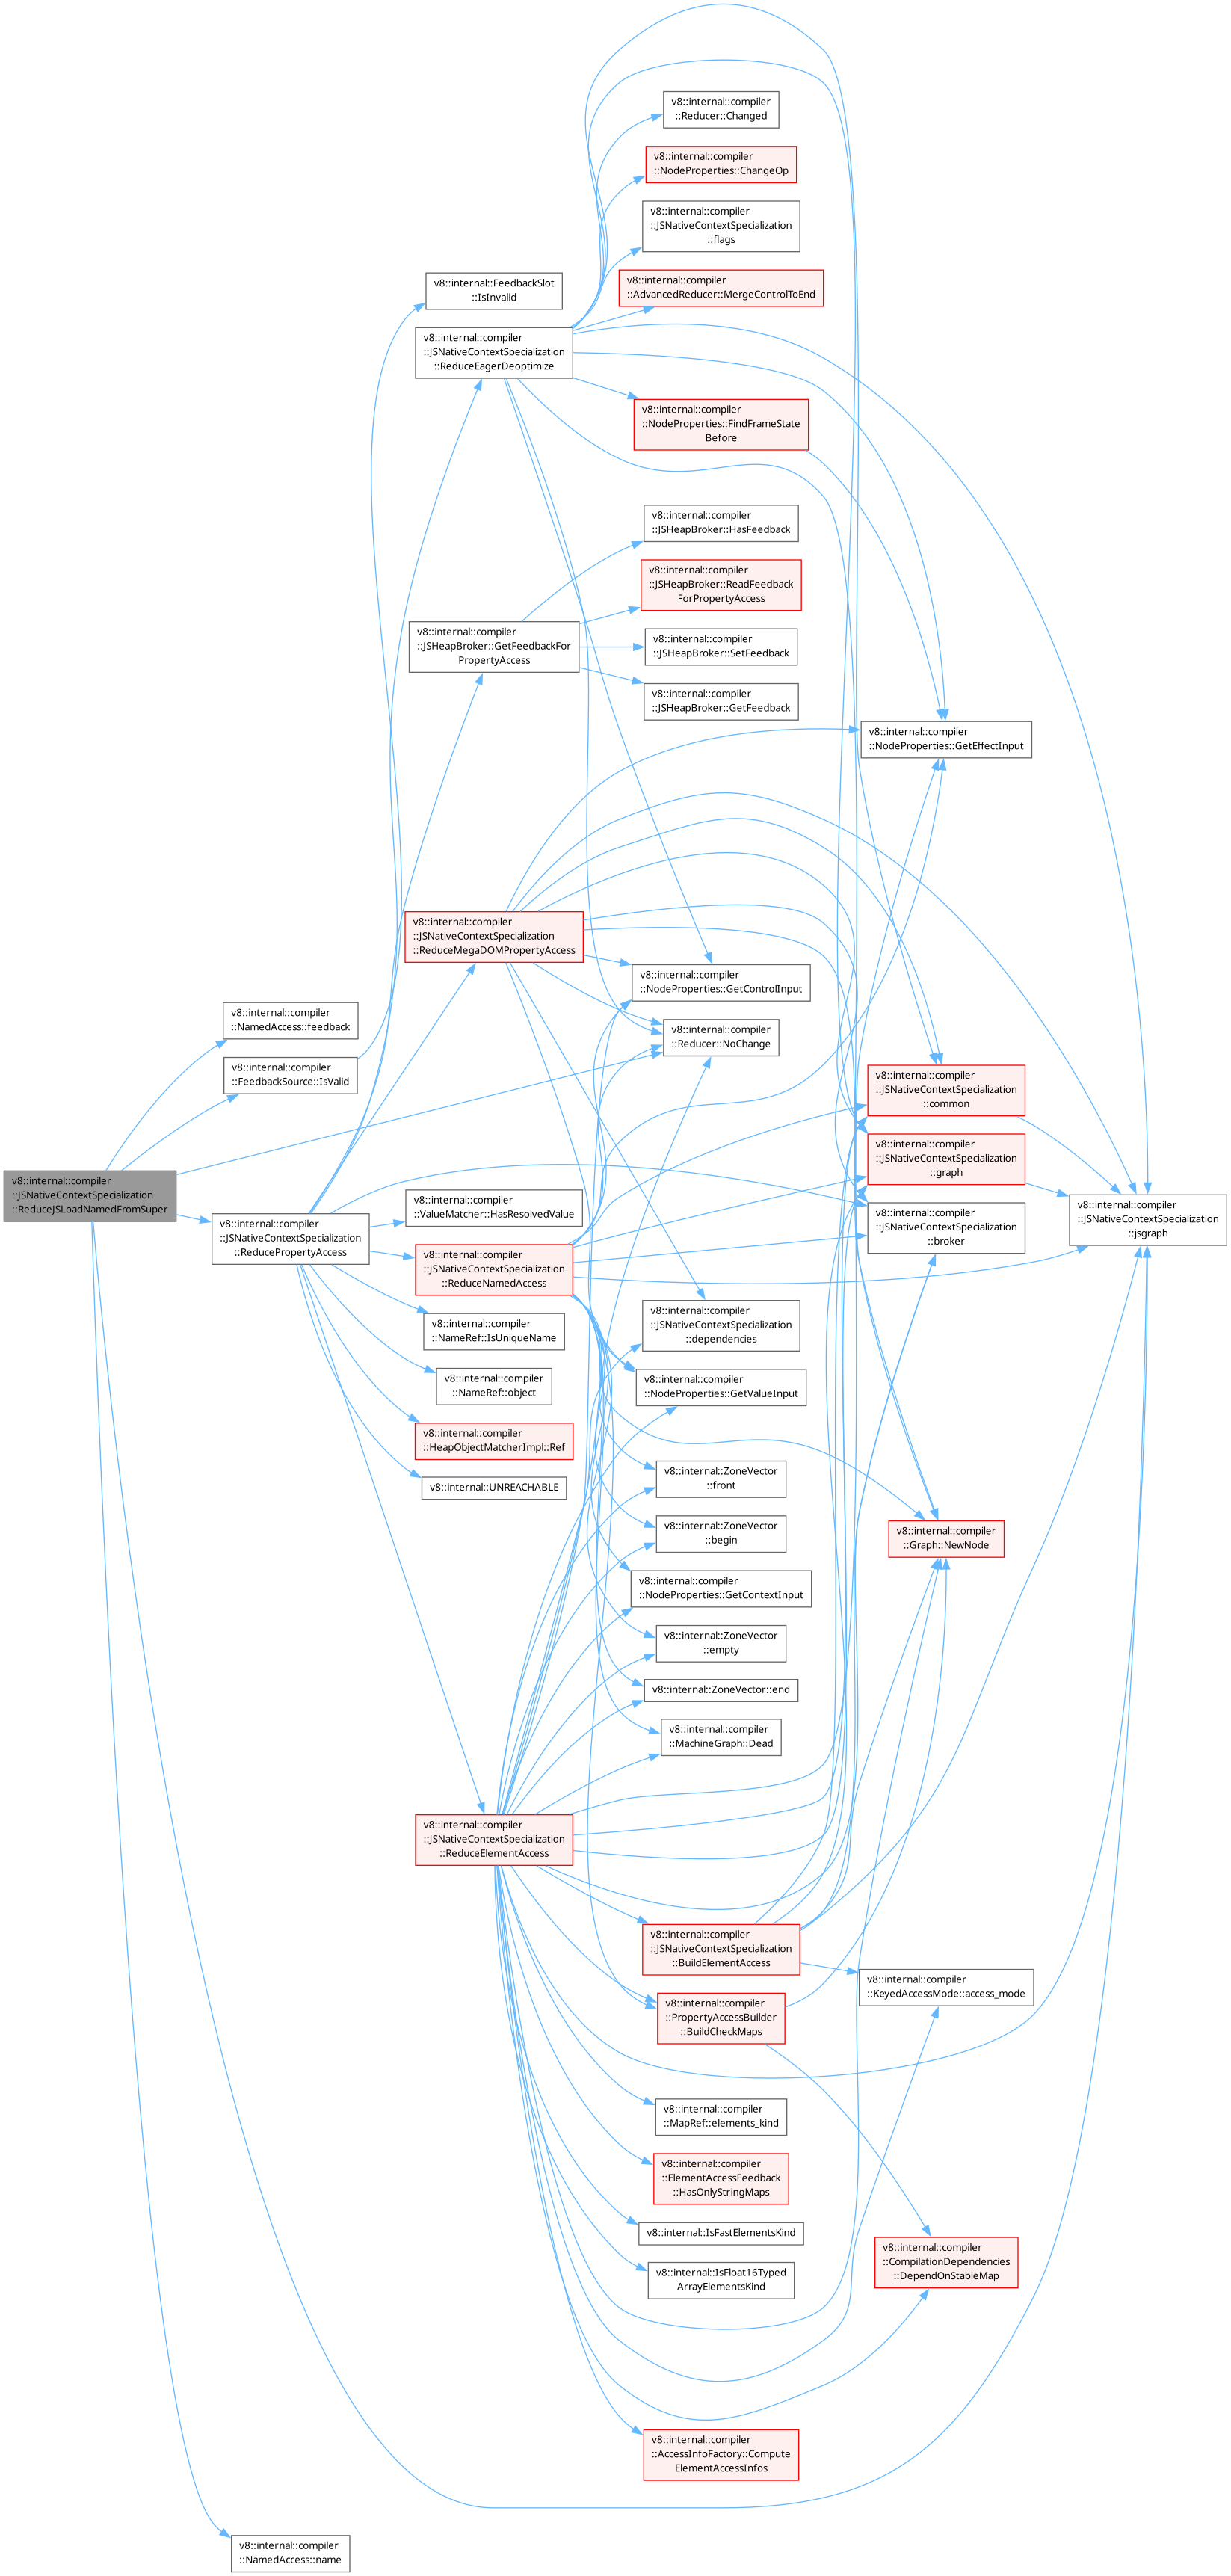 v8::internal::compiler
::Reducer::Changed
v8::internal::compiler
::NodeProperties::ChangeOp
v8::internal::compiler
::JSNativeContextSpecialization
::flags
v8::internal::compiler
::AdvancedReducer::MergeControlToEnd
v8::internal::FeedbackSlot
::IsInvalid
v8::internal::compiler
::JSNativeContextSpecialization
::ReduceEagerDeoptimize
v8::internal::compiler
::NodeProperties::FindFrameState
Before
v8::internal::compiler
::JSHeapBroker::HasFeedback
v8::internal::compiler
::JSHeapBroker::ReadFeedback
ForPropertyAccess
v8::internal::compiler
::JSHeapBroker::GetFeedbackFor
PropertyAccess
v8::internal::compiler
::JSHeapBroker::SetFeedback
v8::internal::compiler
::JSHeapBroker::GetFeedback
v8::internal::compiler
::NodeProperties::GetEffectInput
v8::internal::compiler
::JSNativeContextSpecialization
::ReduceMegaDOMPropertyAccess
v8::internal::compiler
::NodeProperties::GetControlInput
v8::internal::compiler
::NamedAccess::feedback
v8::internal::compiler
::Reducer::NoChange
v8::internal::compiler
::FeedbackSource::IsValid
v8::internal::compiler
::JSNativeContextSpecialization
::common
v8::internal::compiler
::JSNativeContextSpecialization
::graph
v8::internal::compiler
::JSNativeContextSpecialization
::ReduceJSLoadNamedFromSuper
v8::internal::compiler
::JSNativeContextSpecialization
::ReducePropertyAccess
v8::internal::compiler
::ValueMatcher::HasResolvedValue
v8::internal::compiler
::JSNativeContextSpecialization
::broker
v8::internal::compiler
::JSNativeContextSpecialization
::jsgraph
v8::internal::compiler
::JSNativeContextSpecialization
::ReduceNamedAccess
v8::internal::compiler
::NameRef::IsUniqueName
v8::internal::compiler
::JSNativeContextSpecialization
::dependencies
v8::internal::compiler
::NameRef::object
v8::internal::compiler
::NodeProperties::GetValueInput
v8::internal::compiler
::HeapObjectMatcherImpl::Ref
v8::internal::UNREACHABLE
v8::internal::ZoneVector
::front
v8::internal::ZoneVector
::begin
v8::internal::compiler
::Graph::NewNode
v8::internal::compiler
::NodeProperties::GetContextInput
v8::internal::ZoneVector
::empty
v8::internal::ZoneVector::end
v8::internal::compiler
::MachineGraph::Dead
v8::internal::compiler
::JSNativeContextSpecialization
::ReduceElementAccess
v8::internal::compiler
::JSNativeContextSpecialization
::BuildElementAccess
v8::internal::compiler
::KeyedAccessMode::access_mode
v8::internal::compiler
::PropertyAccessBuilder
::BuildCheckMaps
v8::internal::compiler
::MapRef::elements_kind
v8::internal::compiler
::ElementAccessFeedback
::HasOnlyStringMaps
v8::internal::IsFastElementsKind
v8::internal::IsFloat16Typed
ArrayElementsKind
v8::internal::compiler
::CompilationDependencies
::DependOnStableMap
v8::internal::compiler
::AccessInfoFactory::Compute
ElementAccessInfos
v8::internal::compiler
::NamedAccess::name